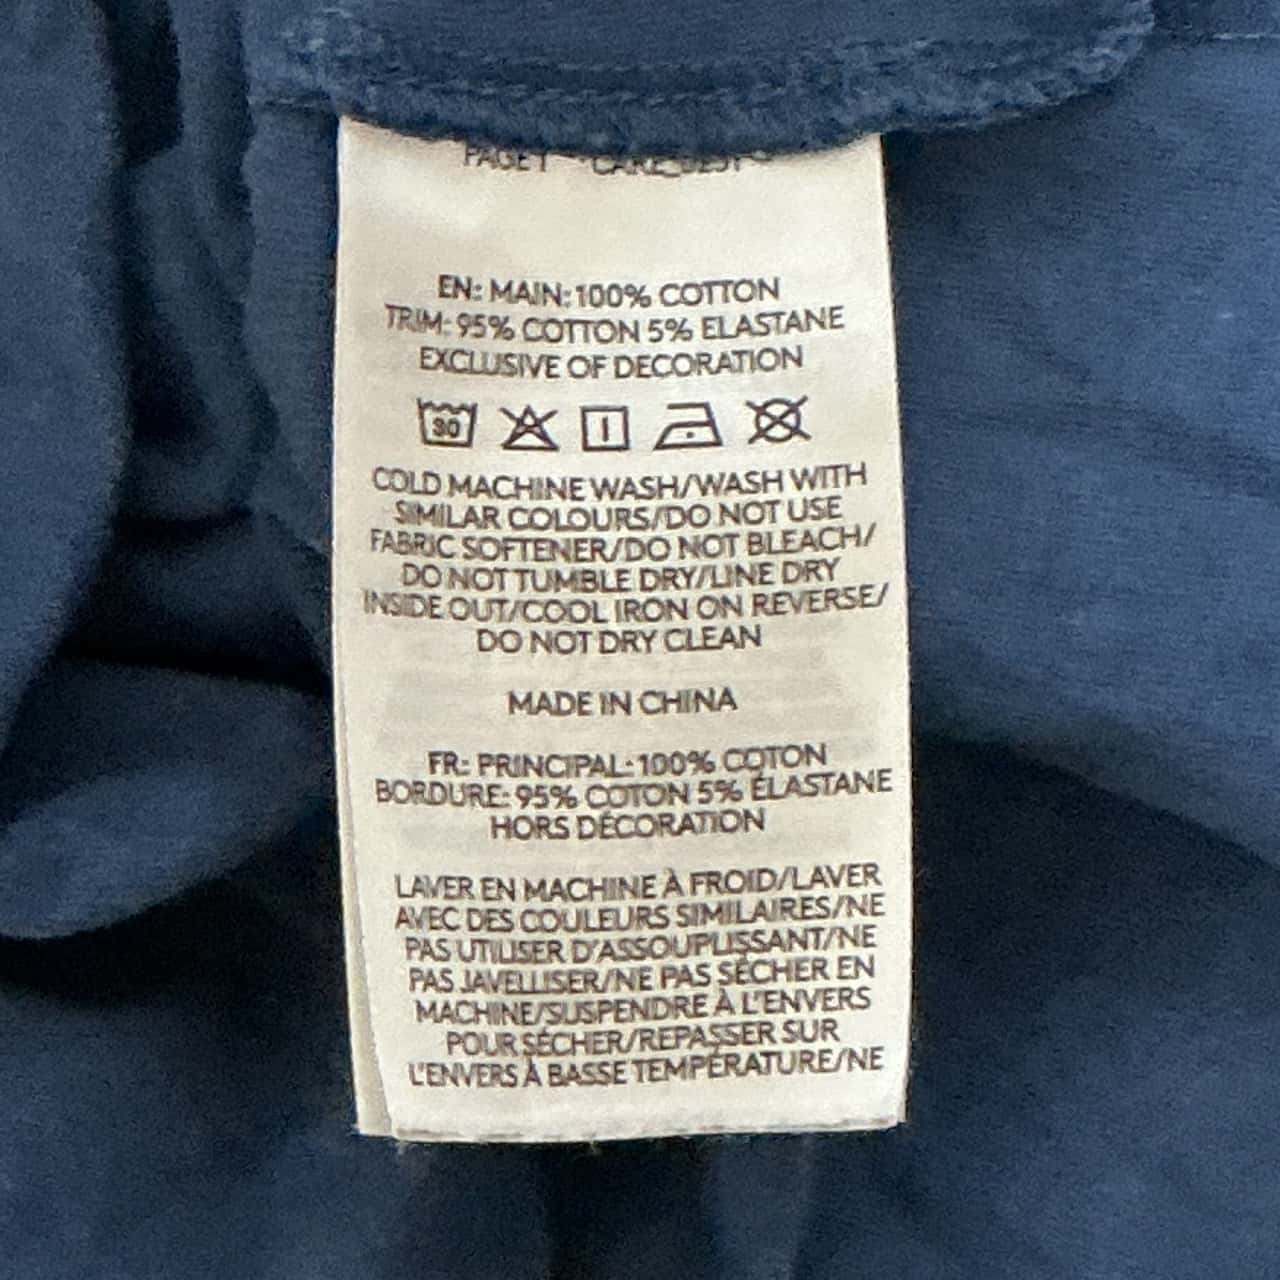 PAGE 1
EN: MAIN: 100% COTTON
TRIM: 95% COTTON 5% ELASTANE
EXCLUSIVE OF DECORATION
30
COLD MACHINE WASH/WASH WITH
SIMILAR COLOURS/DO NOT USE
FABRIC SOFTENER/DO NOT BLEACH/
DO NOT TUMBLE DRY/LINE DRY
INSIDE OUT/COOL IRON ON REVERSE/
DO NOT DRY CLEAN
MADE IN CHINA
FR: PRINCIPAL: 100% COTON
BORDURE: 95% COTON 5% ÉLASTANE
HORS DÉCORATION
LAVER EN MACHINE À FROID/LAVER
AVEC DES COULEURS SIMILAIRES/NE
PAS UTILISER D'ASSOUPLISSANT/NE
PAS JAVELLISER/NE PAS SÉCHER EN
MACHINE/SUSPENDRE À L'ENVERS
POUR SÉCHER/REPASSER SUR
L'ENVERS À BASSE TEMPÉRATURE/NE